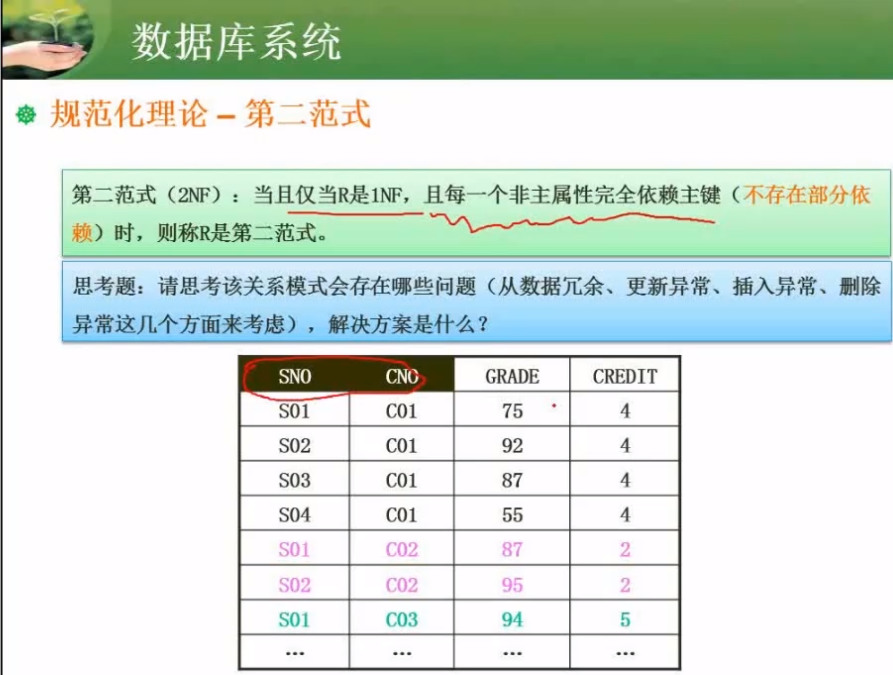 数据库系统
规范化理论－第二范式
第二范式（2NF）：当且仅当R是1NF，且每一个非主属性完全依赖主键（不存在部分依
赖）时，则称R是第二范式。
思考题：请思考该关系模式会存在哪些问题（从数据冗余、更新异常、插入异常、删除
异常这几个方面来考虑），解决方案是什么？
SNO CNO GRADE CREDIT
S01 C01 75 4
S02 C01 92 4
S03 C01 87 4
S04 C01 55 4
S01 C02 87 2
S02 C02 95 2
S01 C03 94 5
… … … …